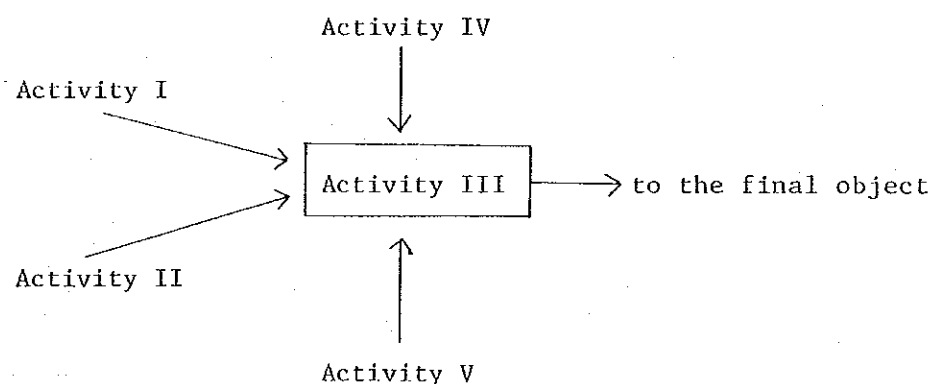 Activity IV
Activity I
Activity III
to the final object
Activity II
Activity V